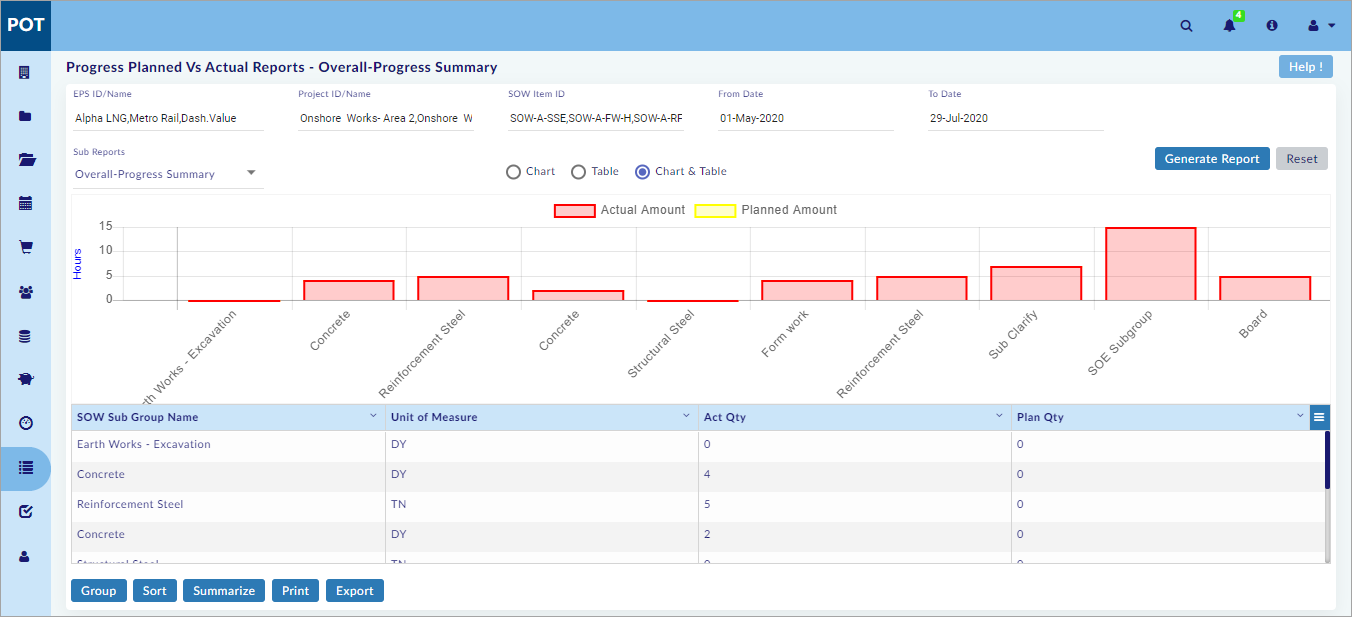 POT
4
Progress Planned Vs Actual Reports - Overall-Progress Summary
Help !
EPS ID/Name
Project ID/Name
SOW Item ID
From Date
To Date
Alpha LNG,Metro Rail,Dash.Value
Onshore Works- Area 2,Onshore W
SOW-A-SSE,SOW-A-FW-H,SOW-A-RF
01-May-2020
29-Jul-2020
Sub Reports
Overall-Progress Summary
Chart
Table
Chart & Table
Generate Report
Reset
Actual Amount
Planned Amount
Hours
15
10
5
0
th Works - Excavation
Concrete
Reinforcement Steel
Concrete
Structural Steel
Form work
Reinforcement Steel
Sub Clarify
SOE Subgroup
Board
SOW Sub Group Name
Unit of Measure
Act Qty
Plan Qty
Earth Works - Excavation DY 0 0
Concrete DY 4 0
Reinforcement Steel TN 5 0
Concrete DY 2 0
Structural Steel TN 0 0
Group
Sort
Summarize
Print
Export